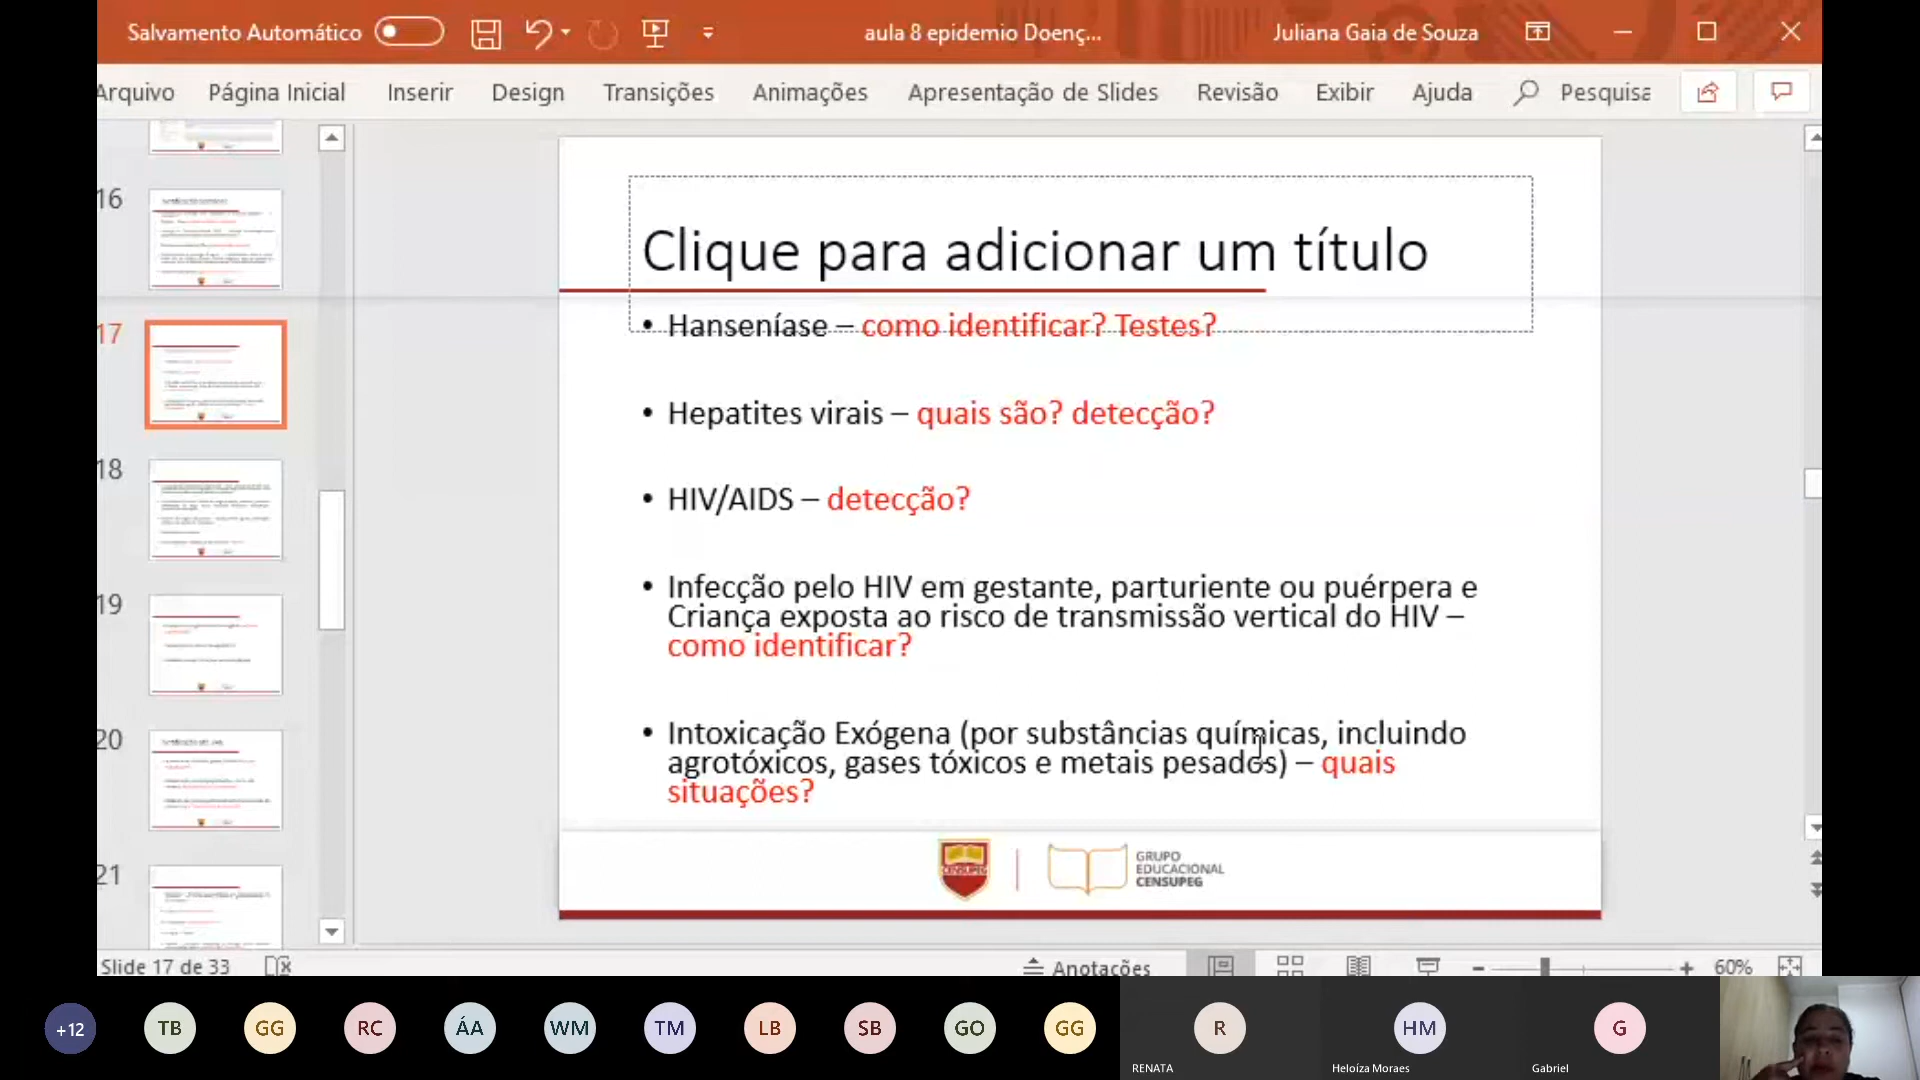 Salvamento Automático
aula 8 epidemio Doenç...
Juliana Gaia de Souza
Arquivo Página Inicial Inserir Design Transições Animações Apresentação de Slides Revisão Exibir Ajuda Pesquisa
16
17
18
19
20
21
Clique para adicionar um título
• Hanseníase – como identificar? Testes?
• Hepatites virais – quais são? detecção?
• HIV/AIDS – detecção?
• Infecção pelo HIV em gestante, parturiente ou puérpera e
Criança exposta ao risco de transmissão vertical do HIV –
como identificar?
• Intoxicação Exógena (por substâncias químicas, incluindo
agrotóxicos, gases tóxicos e metais pesados) – quais
situações?
CENSUPEG
GRUPO
EDUCACIONAL
CENSUPEG
Slide 17 de 33
Anotações
60%
+12 TB GG RC ÁA WM TM LB SB GO GG R HM G
RENATA
Heloíza Moraes
Gabriel